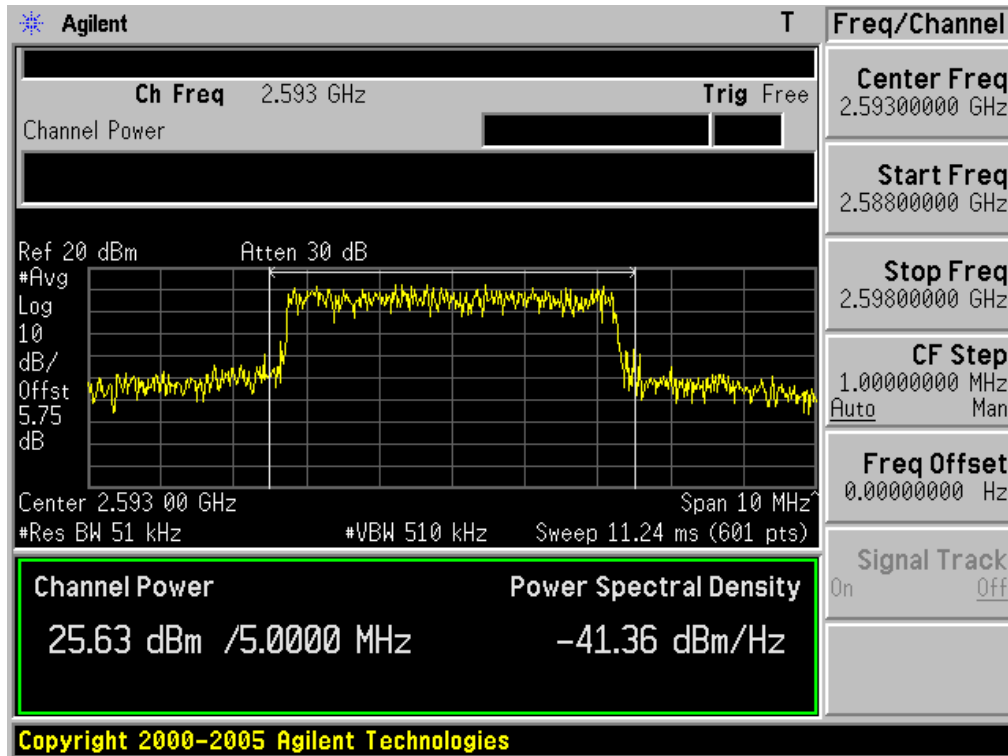 Agilent T
Ch Freq 2.593 GHz Trig Free
Channel Power
Ref 20 dBm Atten 30 dB
#Avg
Log
10
dB/
Offst
5.75
dB
Center 2.593 00 GHz Span 10 MHz^
#Res BW 51 kHz #VBW 510 kHz Sweep 11.24 ms (601 pts)
Channel Power Power Spectral Density
25.63 dBm /5.0000 MHz -41.36 dBm/Hz
Copyright 2000-2005 Agilent Technologies
Freq/Channel
Center Freq
2.59300000 GHz
Start Freq
2.58800000 GHz
Stop Freq
2.59800000 GHz
CF Step
1.00000000 MHz
Auto Man
Freq Offset
0.00000000 Hz
Signal Track
On Off